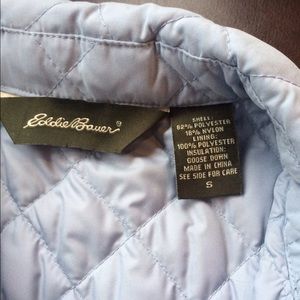 Eddie Bauer
SHELL:
82% POLYESTER
18% NYLON
LINING:
100% POLYESTER
INSULATION:
GOOSE DOWN
MADE IN CHINA
SEE SIDE FOR CARE
S